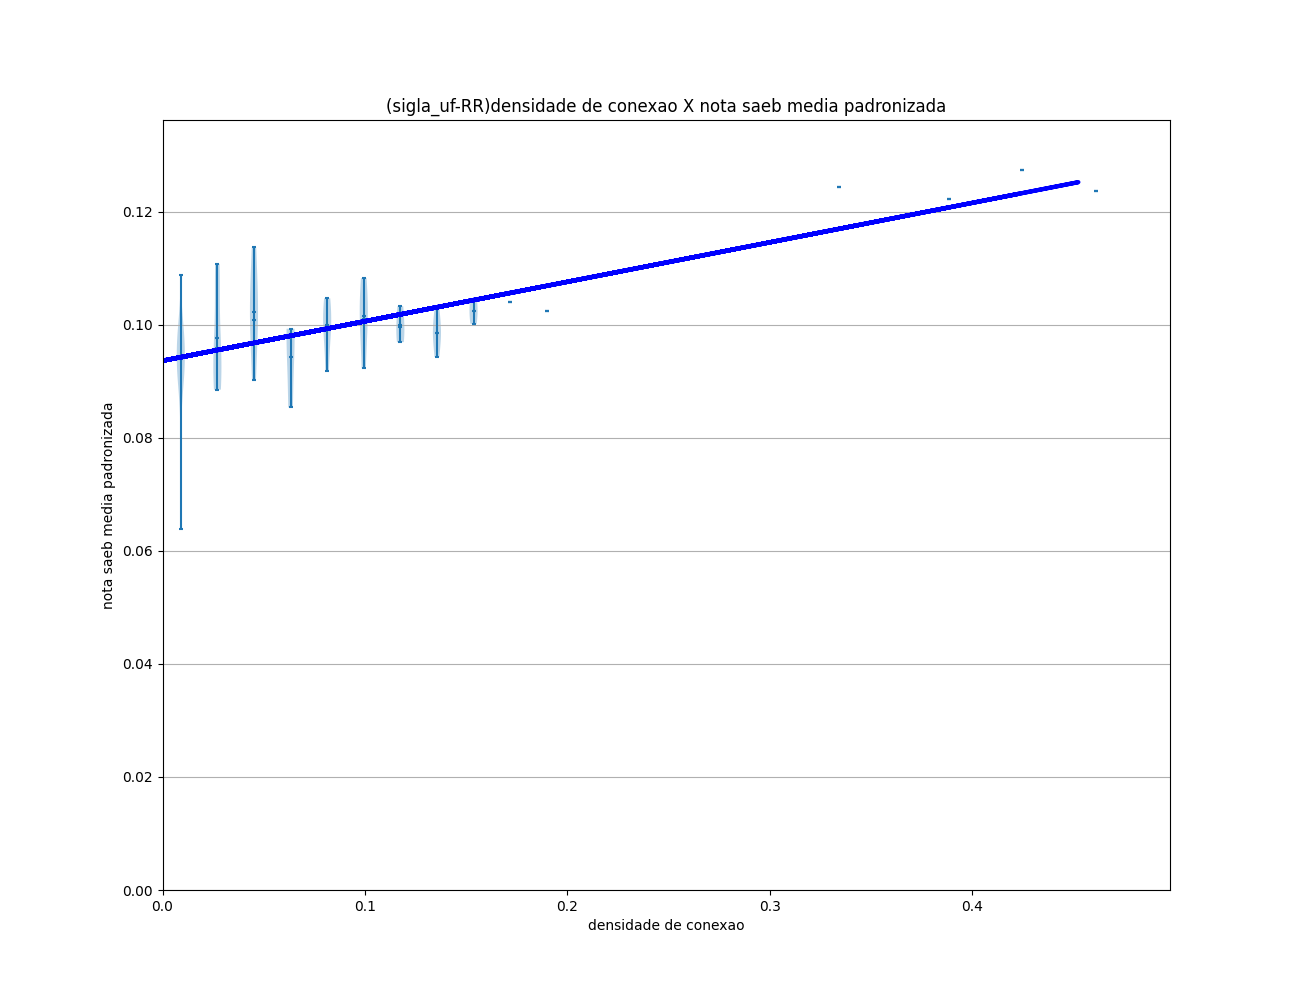 (sigla_uf-RR)densidade de conexao X nota saeb media padronizada
nota saeb media padronizada
0.12
0.10
0.08
0.06
0.04
0.02
0.00
0.0 0.1 0.2 0.3 0.4
densidade de conexao